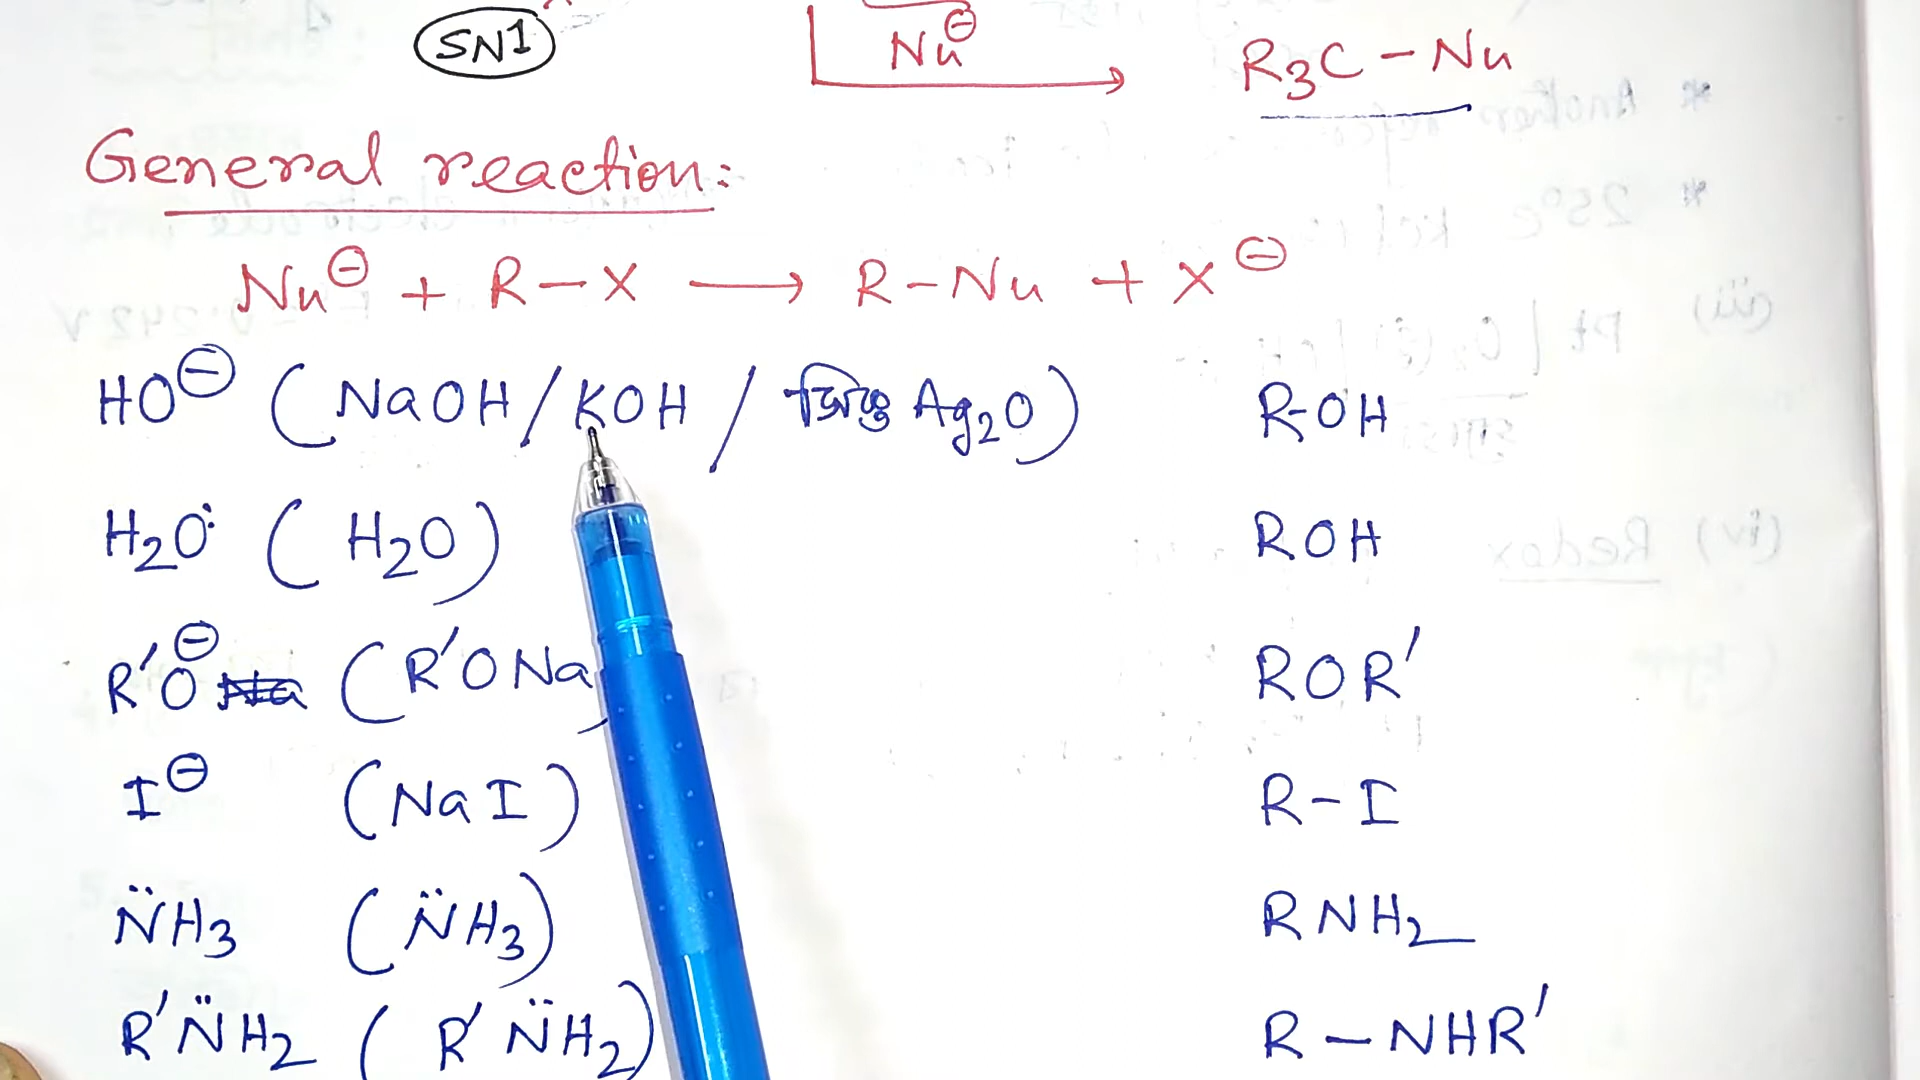 SN1
Nu⊖
R₃C – Nu
General reaction:
Nu⊖ + R – X ⟶ R – Nu + X⊖
HO⊖ ( NaOH / KOH / সিক্ত Ag₂O ) R-OH
H₂O: ( H₂O ) ROH
R'O⊖ (R'ONa) ROR'
I⊖ (NaI) R – I
N̈H₃ (N̈H₃) RNH₂
R'N̈H₂ ( R'N̈H₂) R – NHR'